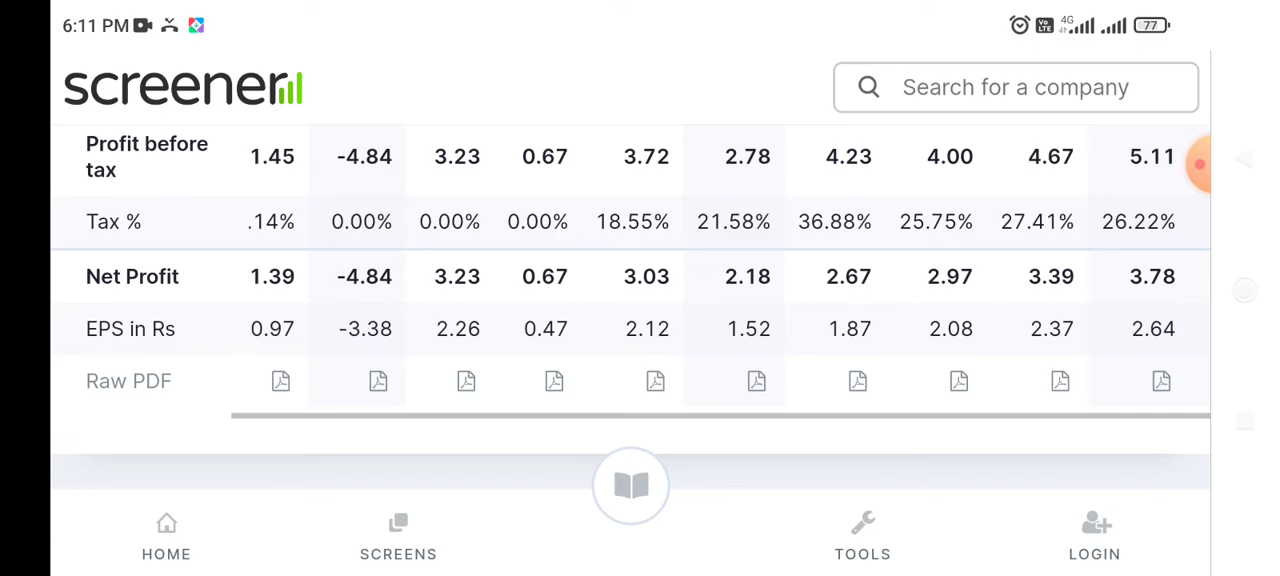 6:11 PM 4G 77
Vo LTE
screener Search for a company
Profit before tax 1.45 -4.84 3.23 0.67 3.72 2.78 4.23 4.00 4.67 5.11
Tax % .14% 0.00% 0.00% 0.00% 18.55% 21.58% 36.88% 25.75% 27.41% 26.22%
Net Profit 1.39 -4.84 3.23 0.67 3.03 2.18 2.67 2.97 3.39 3.78
EPS in Rs 0.97 -3.38 2.26 0.47 2.12 1.52 1.87 2.08 2.37 2.64
Raw PDF
HOME SCREENS TOOLS LOGIN